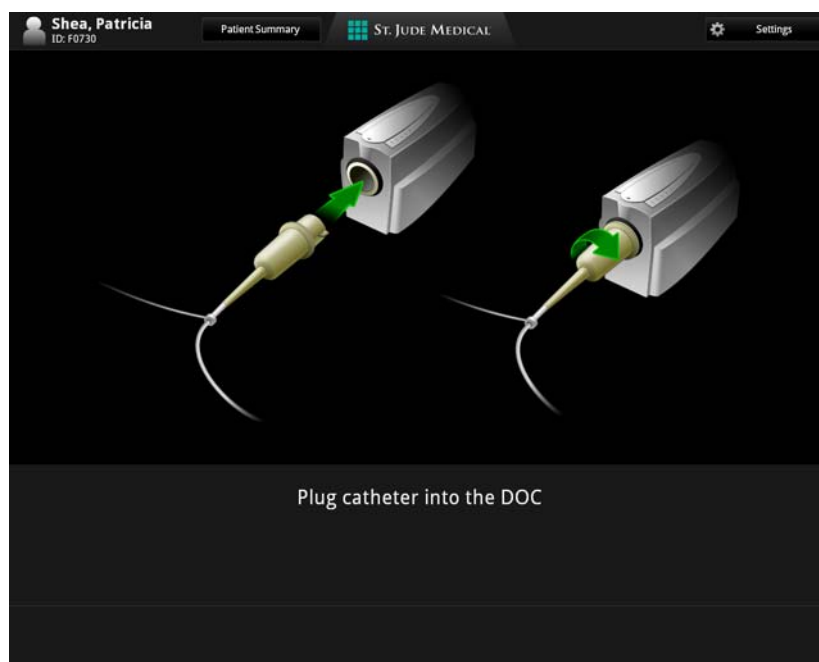 Shea, Patricia
ID: F0730
Patient Summary
ST. JUDE MEDICAL
Settings
Plug catheter into the DOC